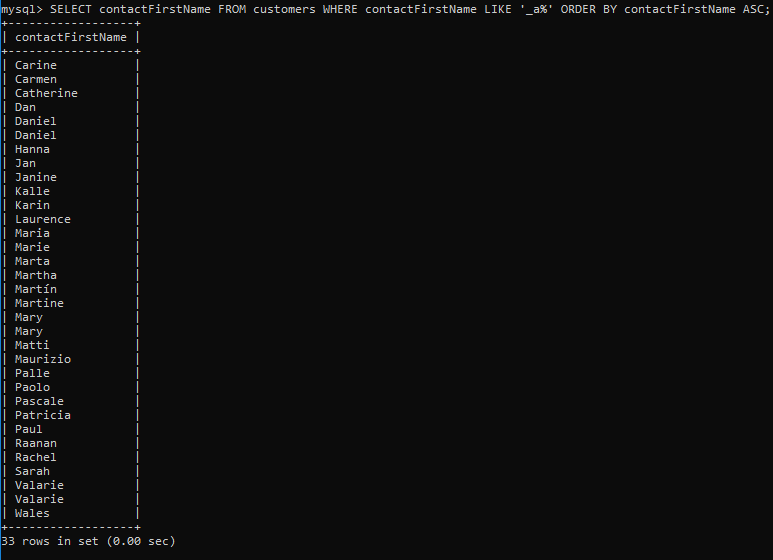 mysql> SELECT contactFirstName FROM customers WHERE contactFirstName LIKE '_a%' ORDER BY contactFirstName ASC;
+------------------+
| contactFirstName |
+------------------+
| Carine           |
| Carmen           |
| Catherine        |
| Dan              |
| Daniel           |
| Daniel           |
| Hanna            |
| Jan              |
| Janine           |
| Kalle            |
| Karin            |
| Laurence         |
| Maria            |
| Marie            |
| Marta            |
| Martha           |
| Martín           |
| Martine          |
| Mary             |
| Mary             |
| Matti            |
| Maurizio         |
| Palle            |
| Paolo            |
| Pascale          |
| Patricia         |
| Paul             |
| Raanan           |
| Rachel           |
| Sarah            |
| Valarie          |
| Valarie          |
| Wales            |
+------------------+
33 rows in set (0.00 sec)